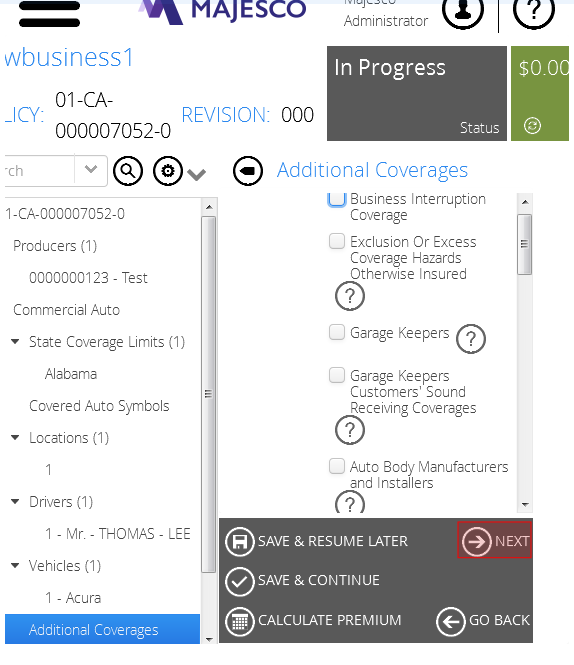 Majesco
MAJESCO
Administrator
?
wbusiness1
In Progress
$0.00
LICY:
01-CA-
000007052-0
REVISION:
000
Status
rch
Additional Coverages
1-CA-000007052-0
Producers (1)
0000000123 - Test
Commercial Auto
State Coverage Limits (1)
Alabama
Covered Auto Symbols
Locations (1)
1
Drivers (1)
1 - Mr. - THOMAS - LEE
Vehicles (1)
1 - Acura
Additional Coverages
Business Interruption
Coverage
Exclusion Or Excess
Coverage Hazards
Otherwise Insured
?
Garage Keepers ?
Garage Keepers
Customers' Sound
Receiving Coverages
?
Auto Body Manufacturers
and Installers
?
SAVE & RESUME LATER
NEXT
SAVE & CONTINUE
CALCULATE PREMIUM
GO BACK